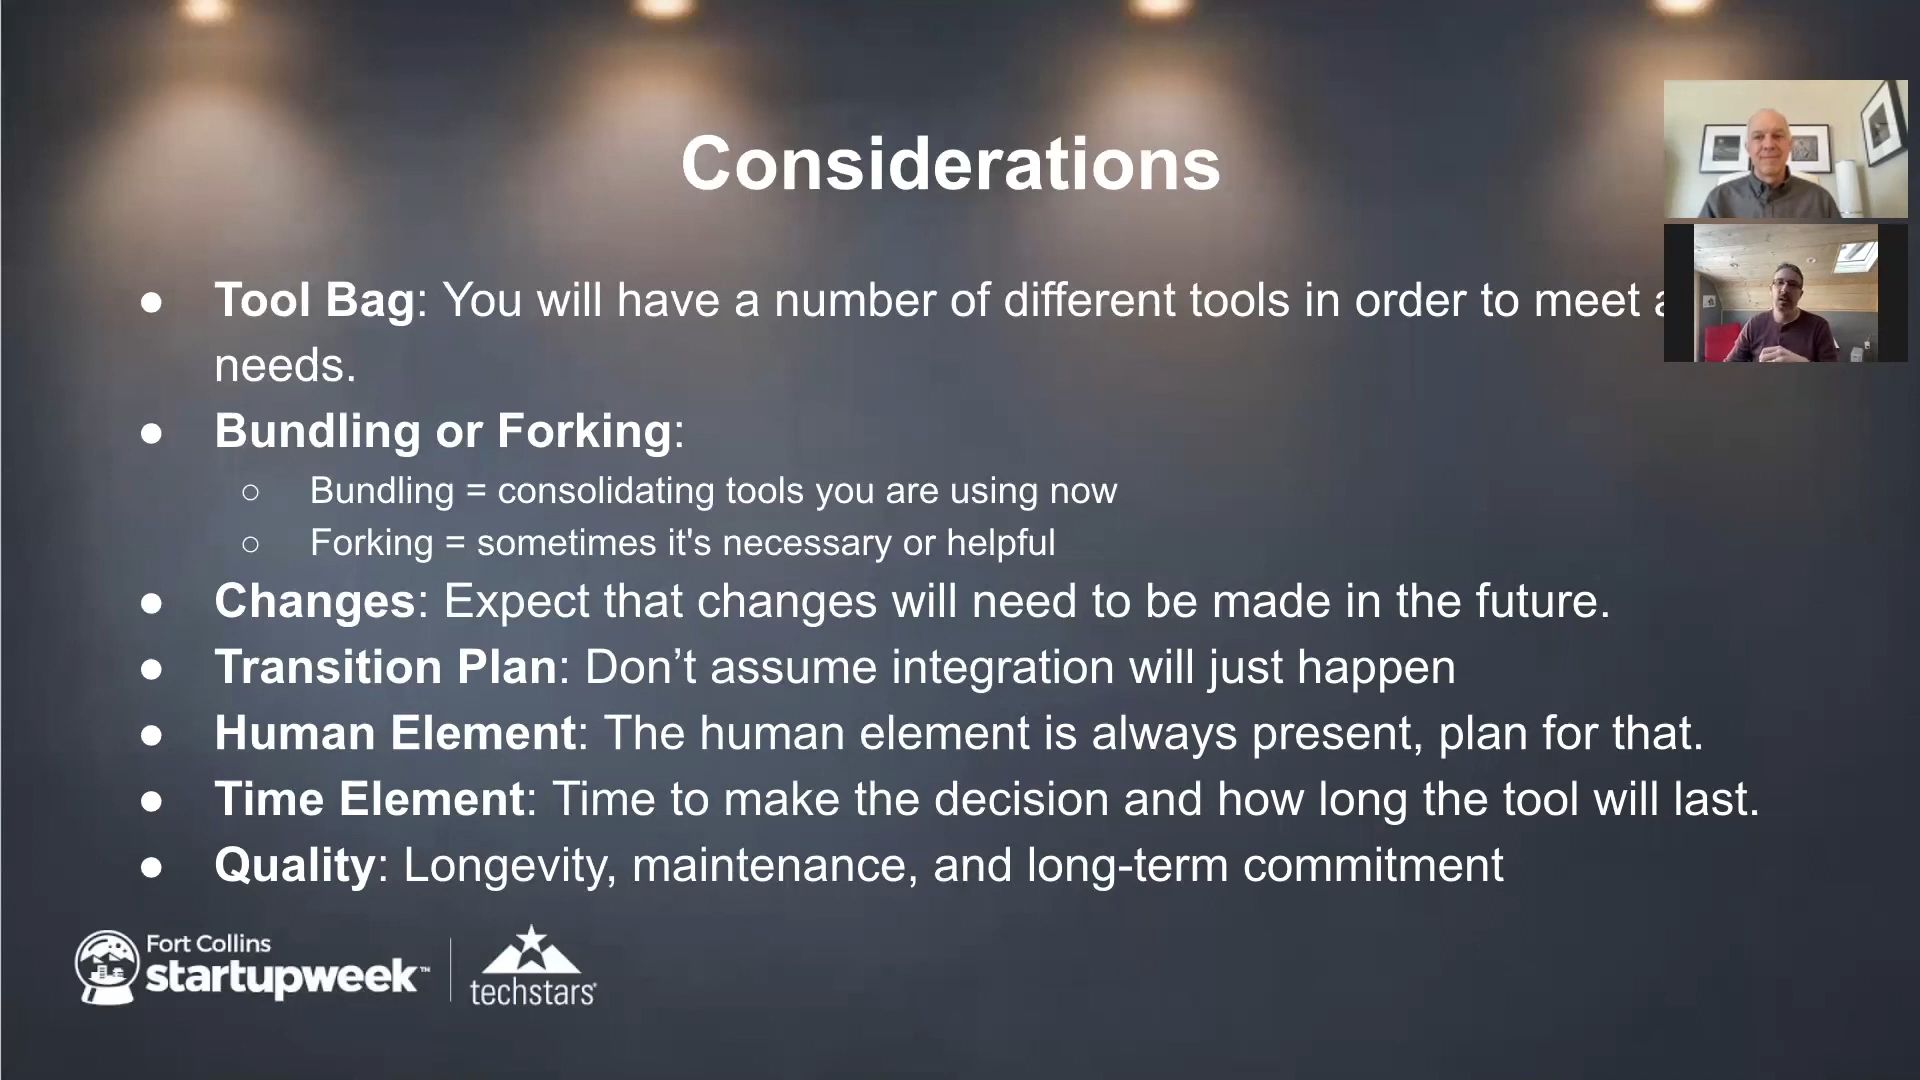 Considerations
● Tool Bag: You will have a number of different tools in order to meet
needs.
● Bundling or Forking:
○ Bundling = consolidating tools you are using now
○ Forking = sometimes it's necessary or helpful
● Changes: Expect that changes will need to be made in the future.
● Transition Plan: Don’t assume integration will just happen
● Human Element: The human element is always present, plan for that.
● Time Element: Time to make the decision and how long the tool will last.
● Quality: Longevity, maintenance, and long-term commitment
Fort Collins
startupweek™
techstars®